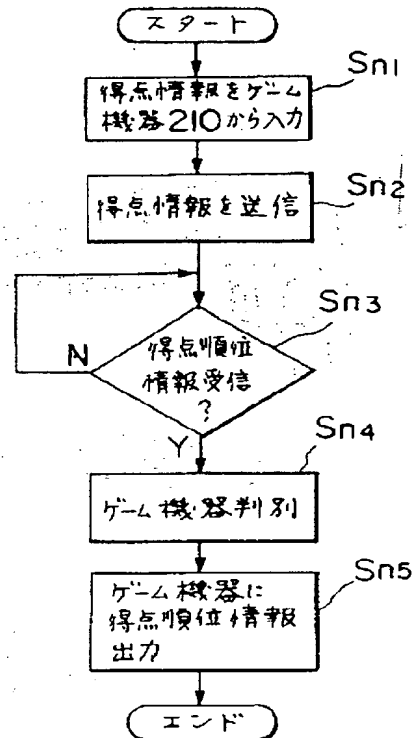 スタート
Sn1
得点情報をゲーム
機器210から入力
Sn2
得点情報を送信
Sn3
N
得点順位
情報受信
?
Y
Sn4
ゲーム機器判別
Sn5
ゲーム機器に
得点順位情報
出力
エンド